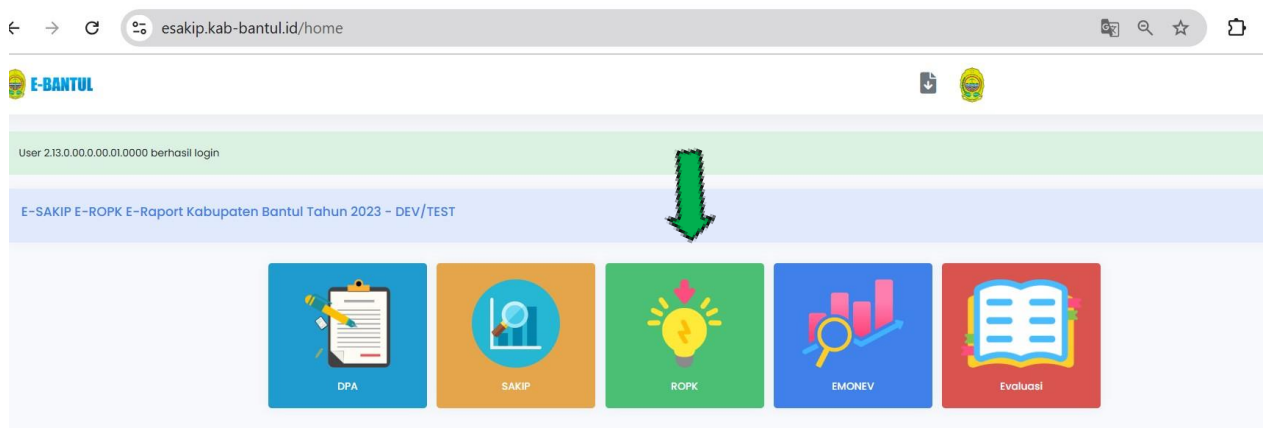 esakip.kab-bantul.id/home
E-BANTUL
User 2.13.0.00.0.00.01.0000 berhasil login
E-SAKIP E-ROPK E-Raport Kabupaten Bantul Tahun 2023 - DEV/TEST
DPA
SAKIP
ROPK
EMONEV
Evaluasi